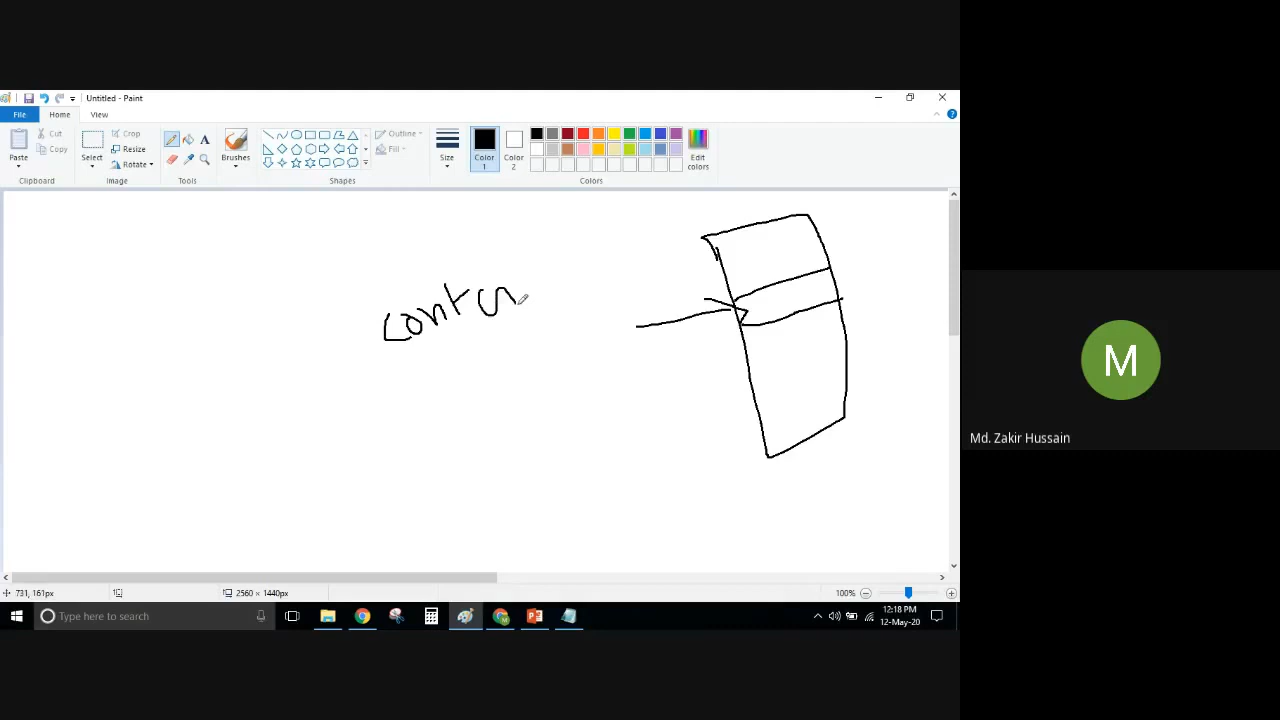 Untitled - Paint
File Home View
Paste
Cut
Copy
Clipboard
Select
Crop
Resize
Rotate
Image
Tools
Brushes
Shapes
Outline
Fill
Size
Color 1
Color 2
Edit colors
Colors
M
Md. Zakir Hussain
731, 161px
2560 × 1440px
100%
Type here to search
12:18 PM
12-May-20